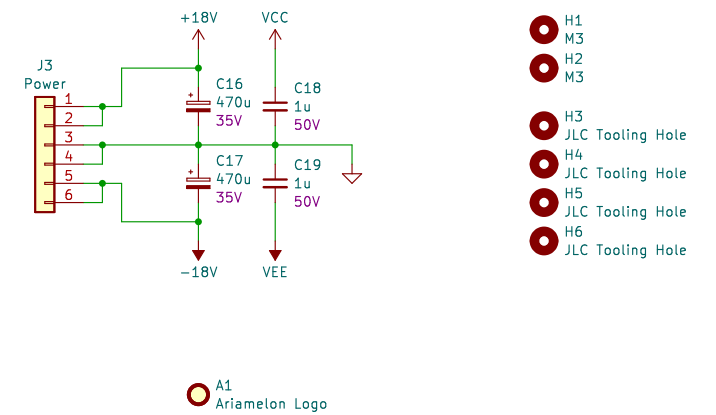 +18V
VCC
J3
Power
1
2
3
4
5
6
+
C16
470u
35V
C18
1u
50V
+
C17
470u
35V
C19
1u
50V
−18V
VEE
H1
M3
H2
M3
H3
JLC Tooling Hole
H4
JLC Tooling Hole
H5
JLC Tooling Hole
H6
JLC Tooling Hole
A1
Ariamelon Logo